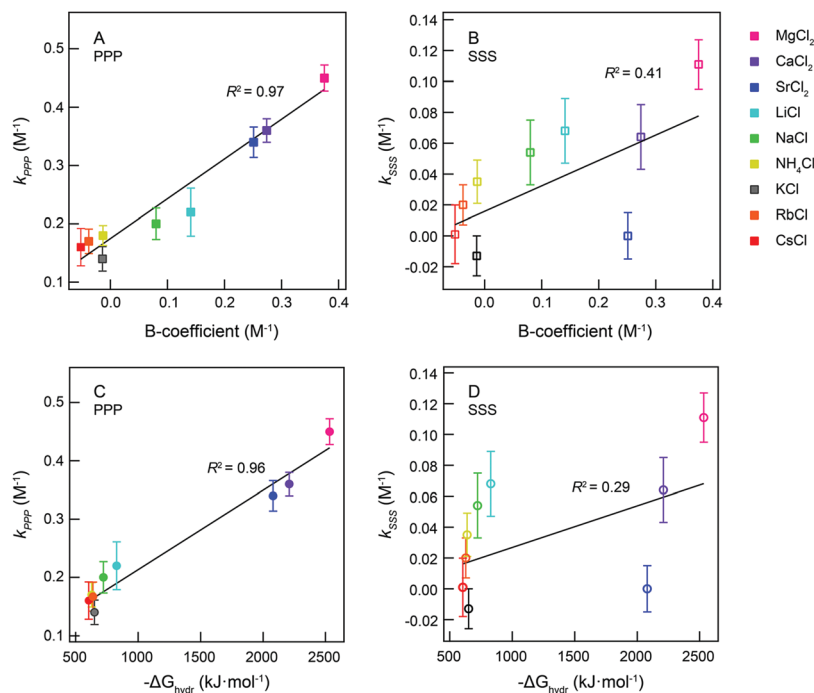 A
PPP
R² = 0.97
0.5
0.4
0.3
0.2
0.1
k_PPP (M⁻¹)
0.0 0.1 0.2 0.3 0.4
B-coefficient (M⁻¹)
B
SSS
R² = 0.41
0.14
0.12
0.10
0.08
0.06
0.04
0.02
0.00
-0.02
k_SSS (M⁻¹)
0.0 0.1 0.2 0.3 0.4
B-coefficient (M⁻¹)
MgCl₂
CaCl₂
SrCl₂
LiCl
NaCl
NH₄Cl
KCl
RbCl
CsCl
C
PPP
R² = 0.96
0.5
0.4
0.3
0.2
0.1
k_PPP (M⁻¹)
500 1000 1500 2000 2500
-ΔG_hydr (kJ·mol⁻¹)
D
SSS
R² = 0.29
0.14
0.12
0.10
0.08
0.06
0.04
0.02
0.00
-0.02
k_SSS (M⁻¹)
500 1000 1500 2000 2500
-ΔG_hydr (kJ·mol⁻¹)